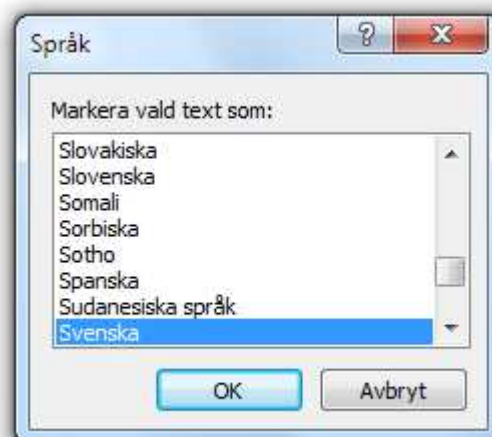 Språk
Markera vald text som:
Slovakiska
Slovenska
Somali
Sorbiska
Sotho
Spanska
Sudanesiska språk
Svenska
OK Avbryt